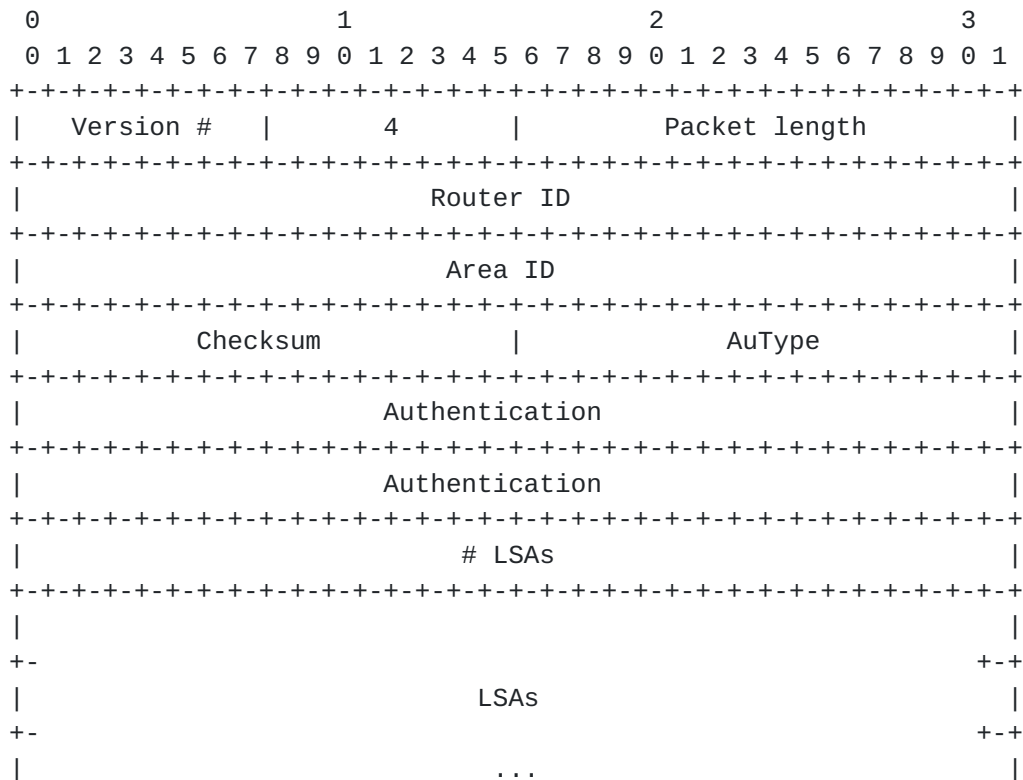 0                   1                   2                   3
 0 1 2 3 4 5 6 7 8 9 0 1 2 3 4 5 6 7 8 9 0 1 2 3 4 5 6 7 8 9 0 1
+-+-+-+-+-+-+-+-+-+-+-+-+-+-+-+-+-+-+-+-+-+-+-+-+-+-+-+-+-+-+-+-+
|   Version #   |       4       |         Packet length         |
+-+-+-+-+-+-+-+-+-+-+-+-+-+-+-+-+-+-+-+-+-+-+-+-+-+-+-+-+-+-+-+-+
|                          Router ID                            |
+-+-+-+-+-+-+-+-+-+-+-+-+-+-+-+-+-+-+-+-+-+-+-+-+-+-+-+-+-+-+-+-+
|                           Area ID                             |
+-+-+-+-+-+-+-+-+-+-+-+-+-+-+-+-+-+-+-+-+-+-+-+-+-+-+-+-+-+-+-+-+
|           Checksum            |             AuType            |
+-+-+-+-+-+-+-+-+-+-+-+-+-+-+-+-+-+-+-+-+-+-+-+-+-+-+-+-+-+-+-+-+
|                       Authentication                          |
+-+-+-+-+-+-+-+-+-+-+-+-+-+-+-+-+-+-+-+-+-+-+-+-+-+-+-+-+-+-+-+-+
|                       Authentication                          |
+-+-+-+-+-+-+-+-+-+-+-+-+-+-+-+-+-+-+-+-+-+-+-+-+-+-+-+-+-+-+-+-+
|                            # LSAs                             |
+-+-+-+-+-+-+-+-+-+-+-+-+-+-+-+-+-+-+-+-+-+-+-+-+-+-+-+-+-+-+-+-+
|                                                               |
+-                                                            +-+
|                             LSAs                              |
+-                                                            +-+
|                              ...                              |